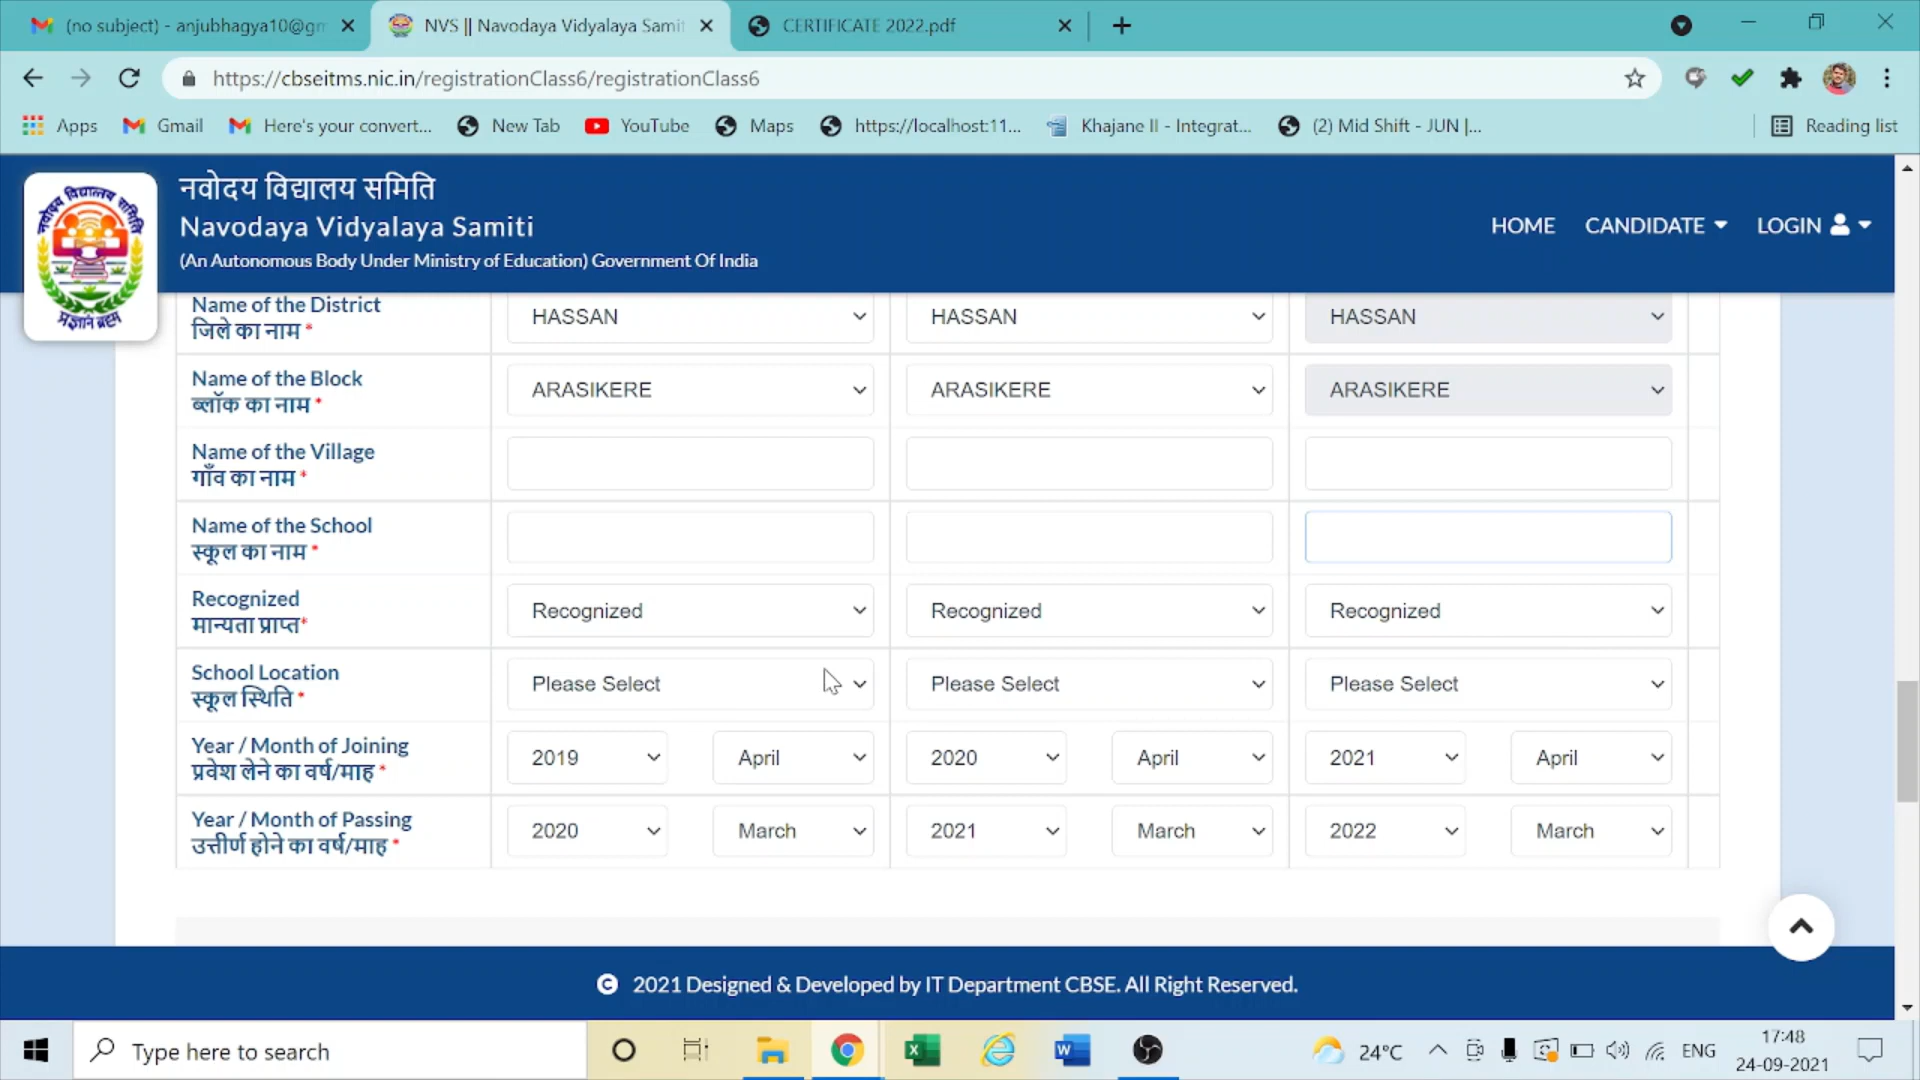 (no subject) - anjubhagya10@gm
NVS || Navodaya Vidyalaya Samit
CERTIFICATE 2022.pdf
https://cbseitms.nic.in/registrationClass6/registrationClass6
Apps
Gmail
Here's your convert...
New Tab
YouTube
Maps
https://localhost:11...
Khajane II - Integrat...
(2) Mid Shift - JUN |...
Reading list
नवोदय विद्यालय समिति
Navodaya Vidyalaya Samiti
(An Autonomous Body Under Ministry of Education) Government Of India
HOME CANDIDATE LOGIN
नवोदय विद्यालय समिति
प्रज्ञानं ब्रह्म
Name of the District
जिले का नाम *
HASSAN HASSAN HASSAN
Name of the Block
ब्लॉक का नाम *
ARASIKERE ARASIKERE ARASIKERE
Name of the Village
गाँव का नाम *
Name of the School
स्कूल का नाम *
Recognized
मान्यता प्राप्त*
Recognized Recognized Recognized
School Location
स्कूल स्थिति *
Please Select Please Select Please Select
Year / Month of Joining
प्रवेश लेने का वर्ष/माह *
2019 April 2020 April 2021 April
Year / Month of Passing
उत्तीर्ण होने का वर्ष/माह *
2020 March 2021 March 2022 March
© 2021 Designed & Developed by IT Department CBSE. All Right Reserved.
Type here to search
24°C
ENG
17:48
24-09-2021